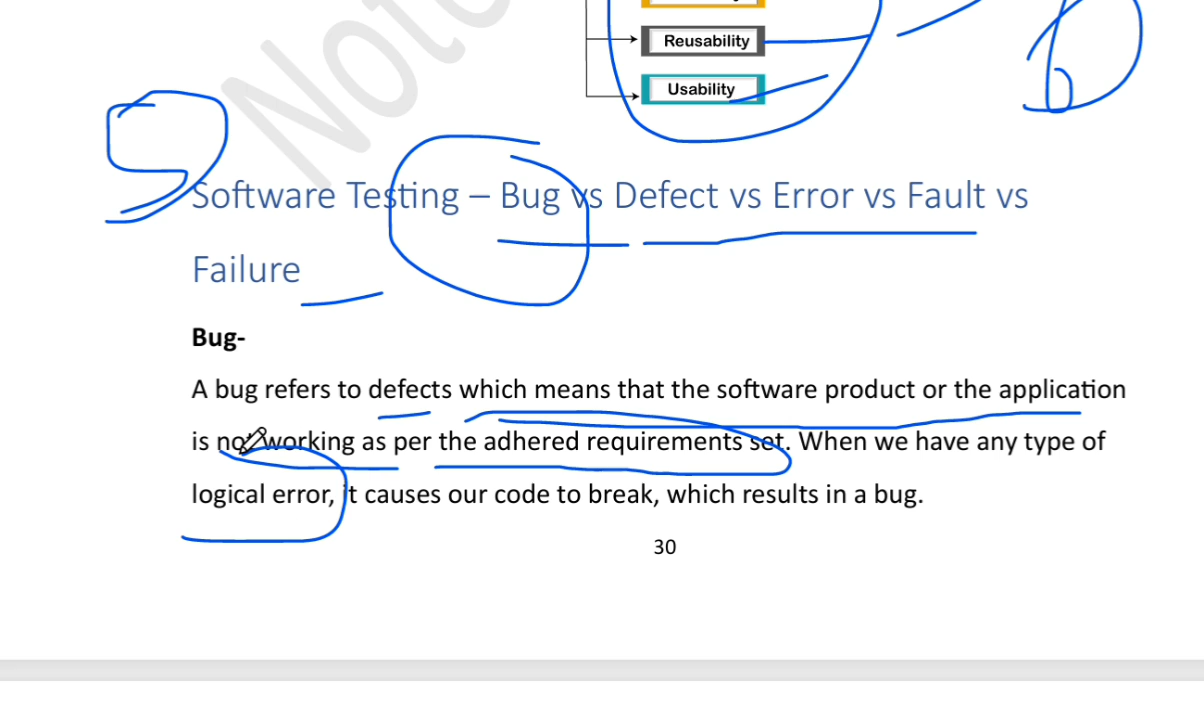 Reusability
Usability
Software Testing – Bug vs Defect vs Error vs Fault vs
Failure
Bug-
A bug refers to defects which means that the software product or the application
is not working as per the adhered requirements set. When we have any type of
logical error, it causes our code to break, which results in a bug.
30